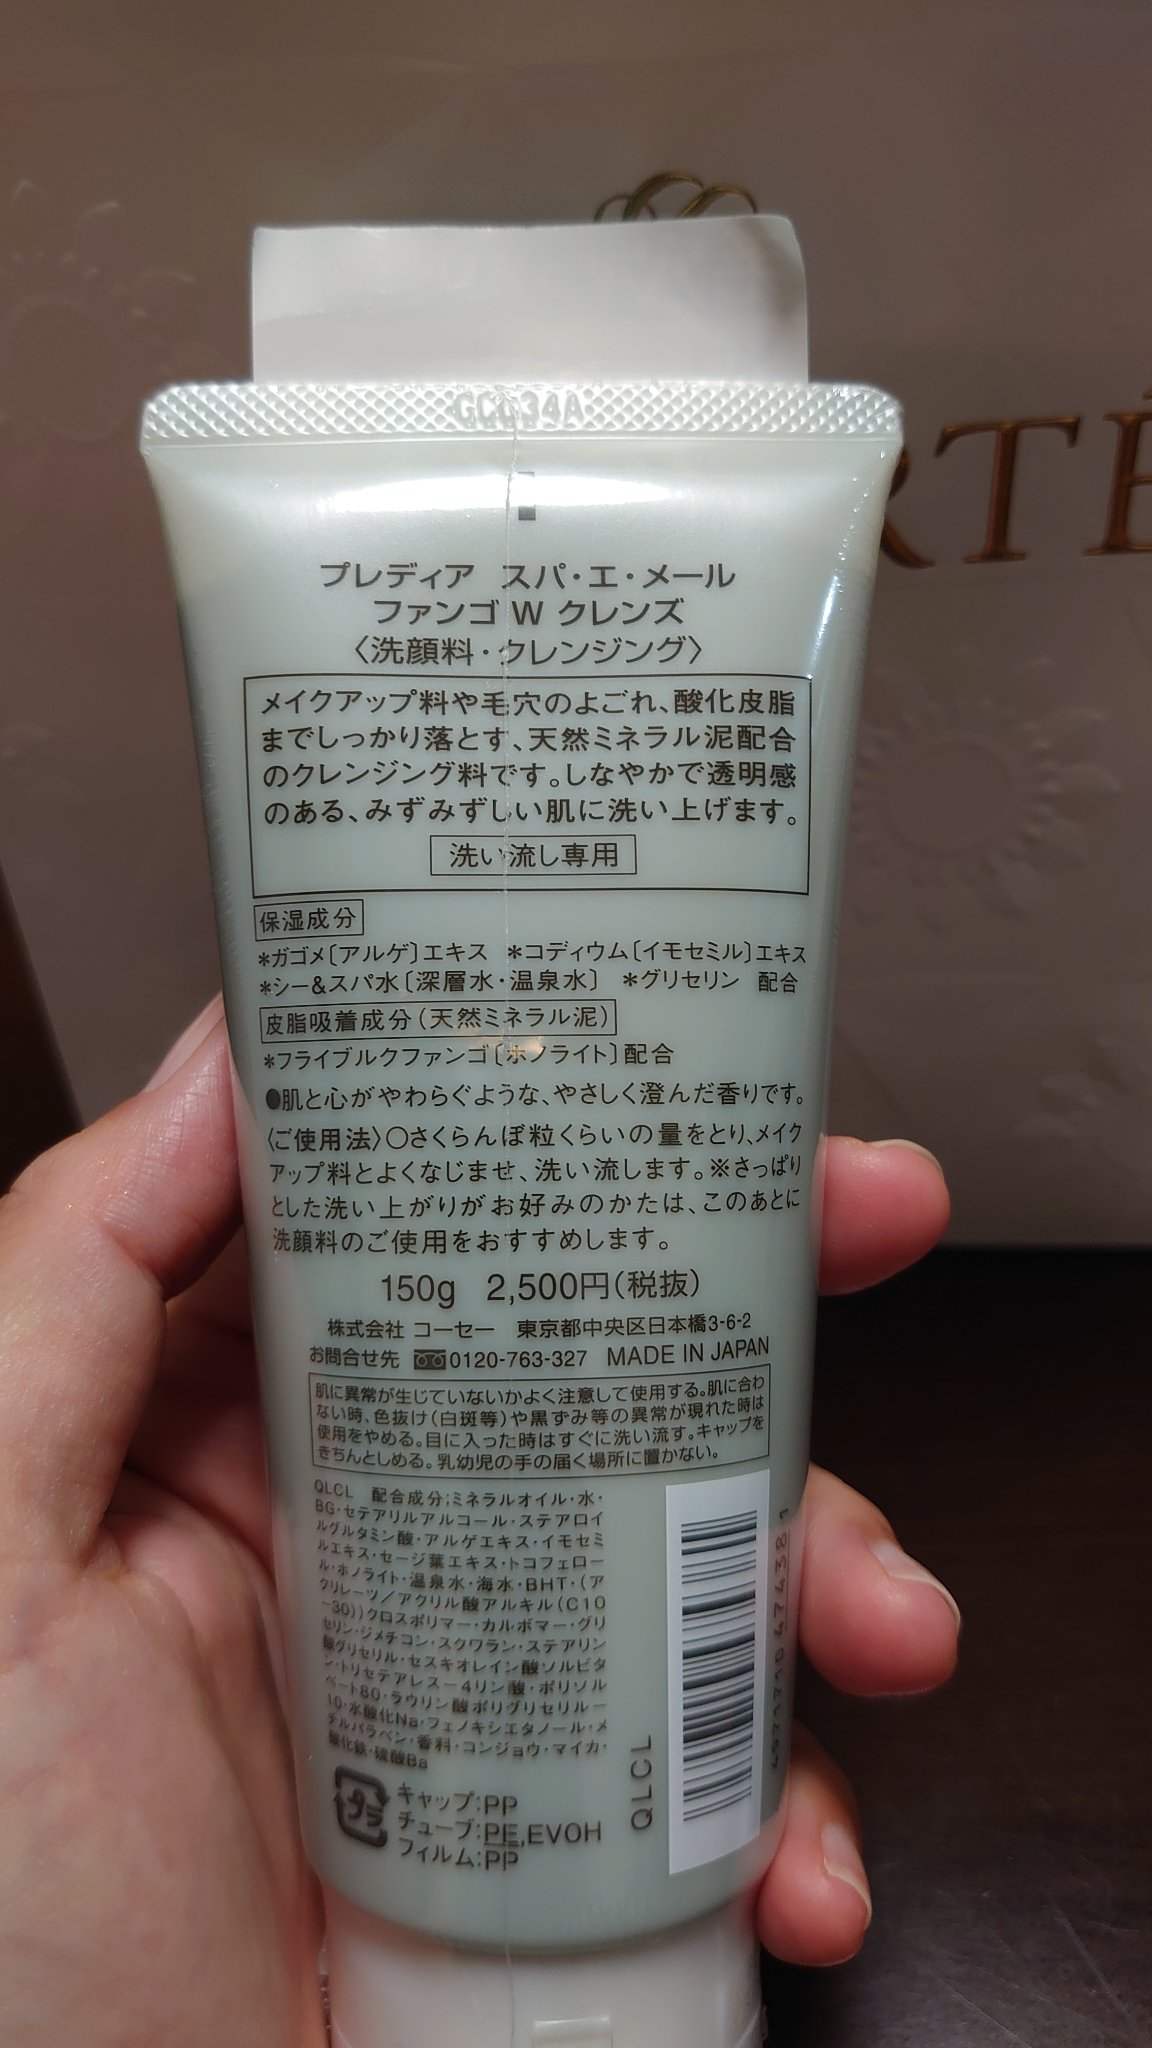 RTÉ
GC034A
プレディア スパ・エ・メール
ファンゴ W クレンズ
〈洗顔料・クレンジング〉
メイクアップ料や毛穴のよごれ、酸化皮脂
までしっかり落とす、天然ミネラル泥配合
のクレンジング料です。しなやかで透明感
のある、みずみずしい肌に洗い上げます。
洗い流し専用
保湿成分
*ガゴメ〔アルゲ〕エキス *コディウム〔イモセミル〕エキス
*シー&スパ水〔深層水・温泉水〕 *グリセリン 配合
皮脂吸着成分(天然ミネラル泥)
*フライブルクファンゴ〔ホノライト〕配合
●肌と心がやわらぐような、やさしく澄んだ香りです。
〈ご使用法〉○さくらんぼ粒くらいの量をとり、メイク
アップ料とよくなじませ、洗い流します。※さっぱり
とした洗い上がりがお好みのかたは、このあとに
洗顔料のご使用をおすすめします。
150g 2,500円(税抜)
株式会社 コーセー 東京都中央区日本橋3-6-2
お問合せ先 0120-763-327 MADE IN JAPAN
肌に異常が生じていないかよく注意して使用する。肌に合わ
ない時、色抜け(白斑等)や黒ずみ等の異常が現れた時は
使用をやめる。目に入った時はすぐに洗い流す。キャップを
きちんとしめる。乳幼児の手の届く場所に置かない。
QLCL 配合成分:ミネラルオイル・水・
BG・セテアリルアルコール・ステアロイ
ルグルタミン酸・アルゲエキス・イモセミ
ルエキス・セージ葉エキス・トコフェロー
ル・ホノライト・温泉水・海水・BHT・(ア
クリレーツ/アクリル酸アルキル(C10
-30))クロスポリマー・カルボマー・グリ
セリン・ジメチコン・スクワラン・ステアリン
酸グリセリル・セスキオレイン酸ソルビタ
ン・トリセテアレス-4リン酸・ポリソル
ベート80・ラウリン酸ポリグリセリル-
10・水酸化Na・フェノキシエタノール・メ
チルパラベン・香料・コンジョウ・マイカ・
酸化鉄・硫酸Ba
プラ
キャップ:PP
チューブ:PE,EVOH
フィルム:PP
QLCL